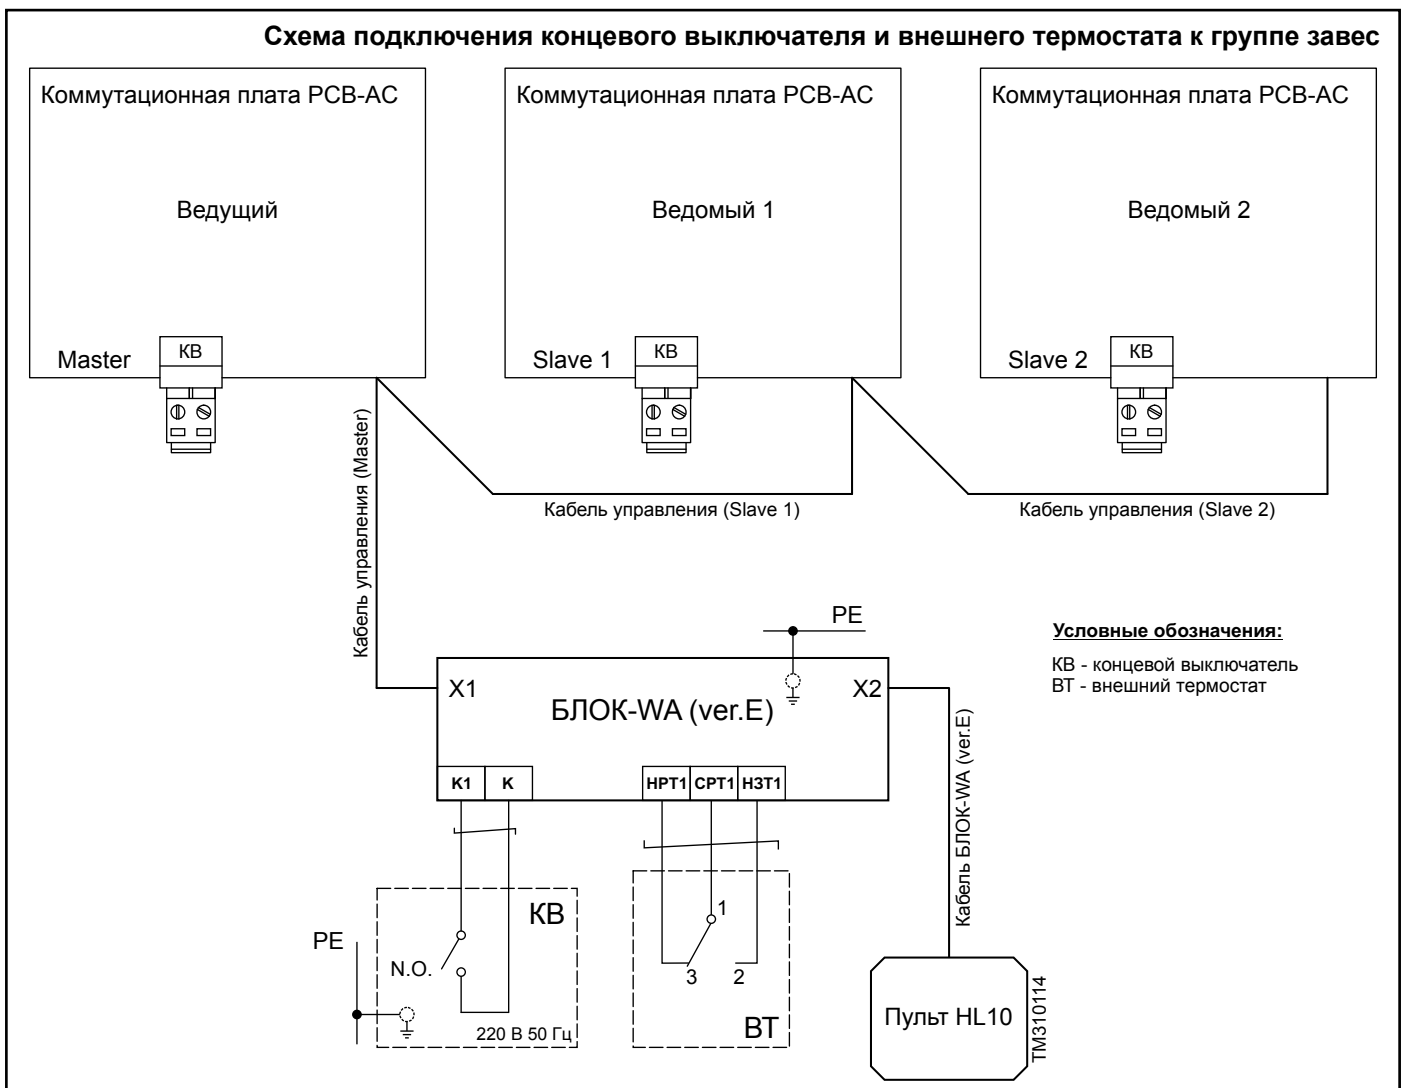 Схема подключения концевого выключателя и внешнего термостата к группе завес
Коммутационная плата PCB-AC
Ведущий
Master
КВ
Коммутационная плата PCB-AC
Ведомый 1
Slave 1
КВ
Коммутационная плата PCB-AC
Ведомый 2
Slave 2
КВ
Кабель управления (Master)
Кабель управления (Slave 1)
Кабель управления (Slave 2)
PE
Условные обозначения:
КВ - концевой выключатель
ВТ - внешний термостат
X1
БЛОК-WA (ver.E)
X2
К1
К
НРТ1
СРТ1
НЗТ1
Кабель БЛОК-WA (ver.E)
КВ
PE
N.O.
220 В 50 Гц
1
3
2
ВТ
Пульт HL10
TM310114